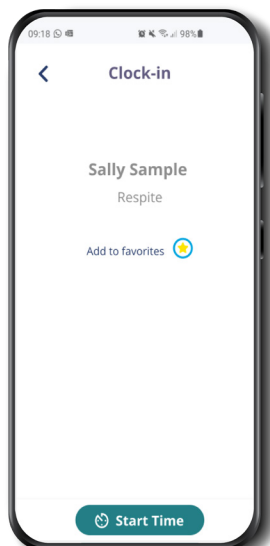 09:18 98%
Clock-in
Sally Sample
Respite
Add to favorites
Start Time